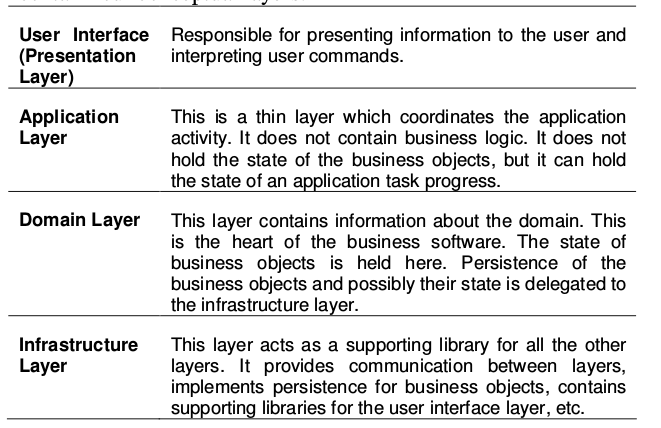 User Interface
(Presentation
Layer)
Responsible for presenting information to the user and
interpreting user commands.
Application
Layer
This is a thin layer which coordinates the application
activity. It does not contain business logic. It does not
hold the state of the business objects, but it can hold
the state of an application task progress.
Domain Layer
This layer contains information about the domain. This
is the heart of the business software. The state of
business objects is held here. Persistence of the
business objects and possibly their state is delegated to
the infrastructure layer.
Infrastructure
Layer
This layer acts as a supporting library for all the other
layers. It provides communication between layers,
implements persistence for business objects, contains
supporting libraries for the user interface layer, etc.